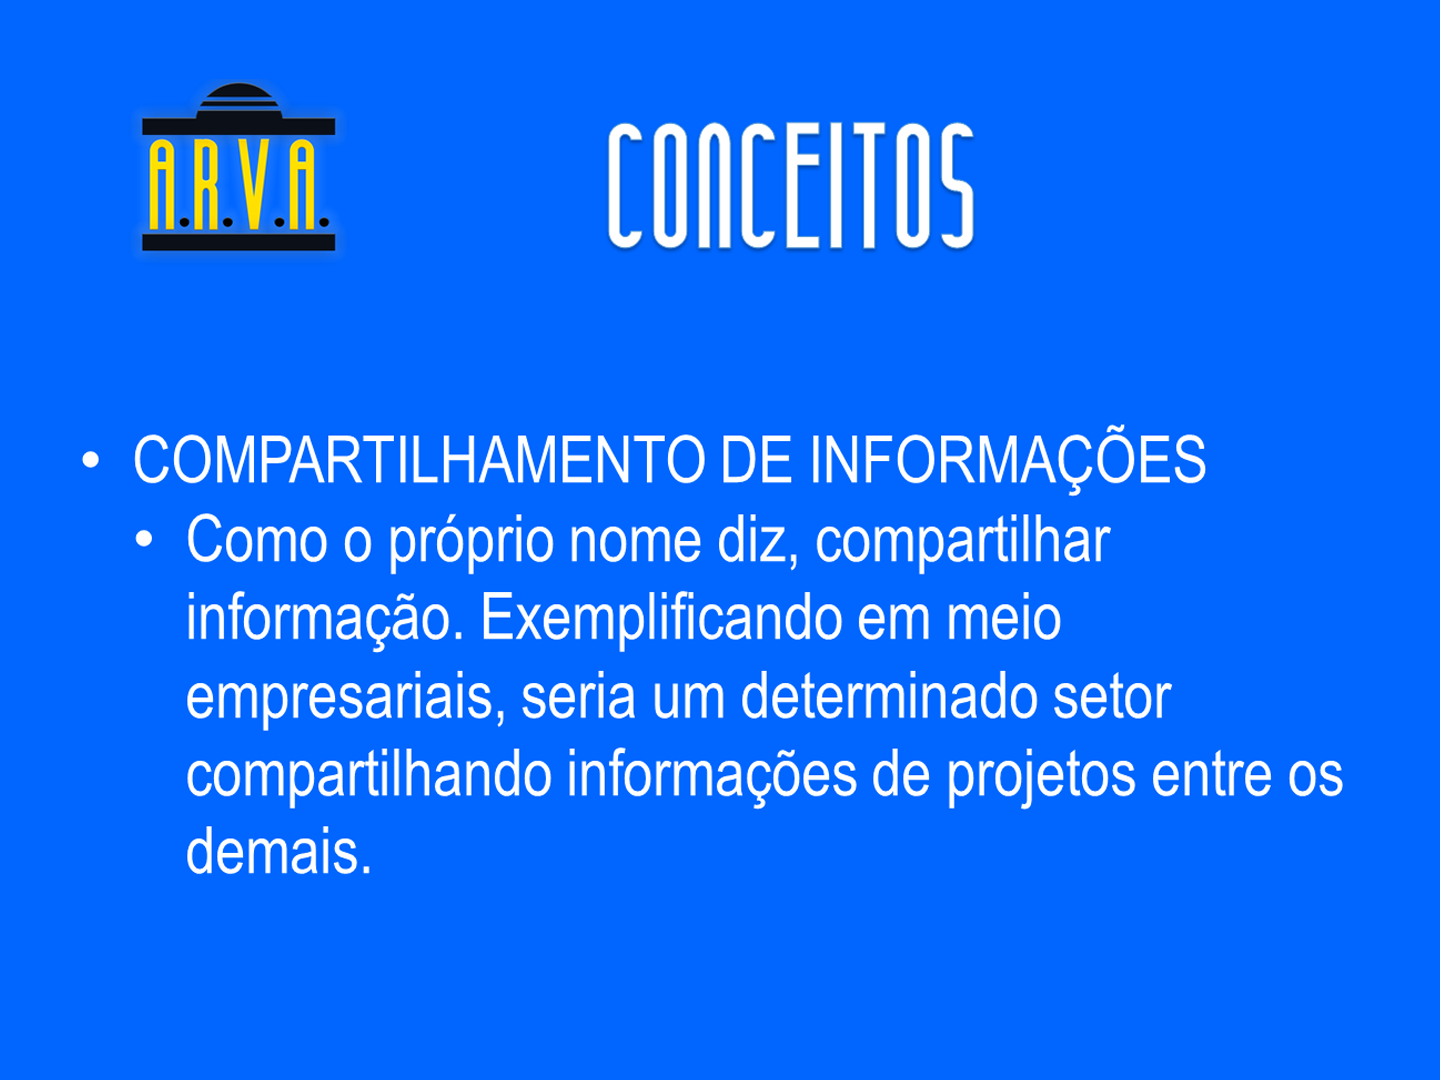 A.R.V.A.
CONCEITOS
• COMPARTILHAMENTO DE INFORMAÇÕES
• Como o próprio nome diz, compartilhar
informação. Exemplificando em meio
empresariais, seria um determinado setor
compartilhando informações de projetos entre os
demais.